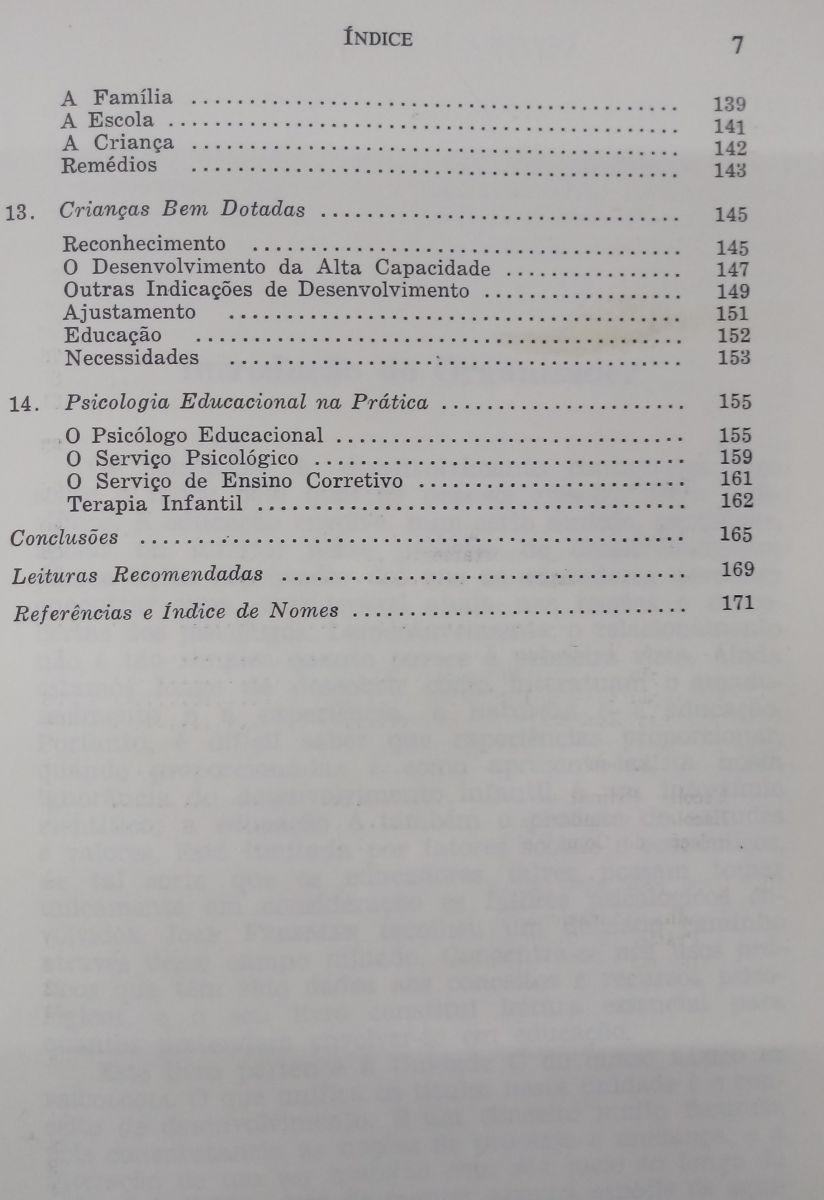 ÍNDICE 7
A Família ................................................ 139
A Escola ................................................ 141
A Criança ................................................ 142
Remédios ................................................ 143
13. Crianças Bem Dotadas ................................... 145
Reconhecimento ........................................ 145
O Desenvolvimento da Alta Capacidade ................ 147
Outras Indicações de Desenvolvimento ................. 149
Ajustamento ........................................ 151
Educação ........................................ 152
Necessidades ........................................ 153
14. Psicologia Educacional na Prática ........................ 155
O Psicólogo Educacional ................................ 155
O Serviço Psicológico ................................ 159
O Serviço de Ensino Corretivo ........................ 161
Terapia Infantil ........................................ 162
Conclusões ................................................ 165
Leituras Recomendadas ................................... 169
Referências e Índice de Nomes ............................ 171